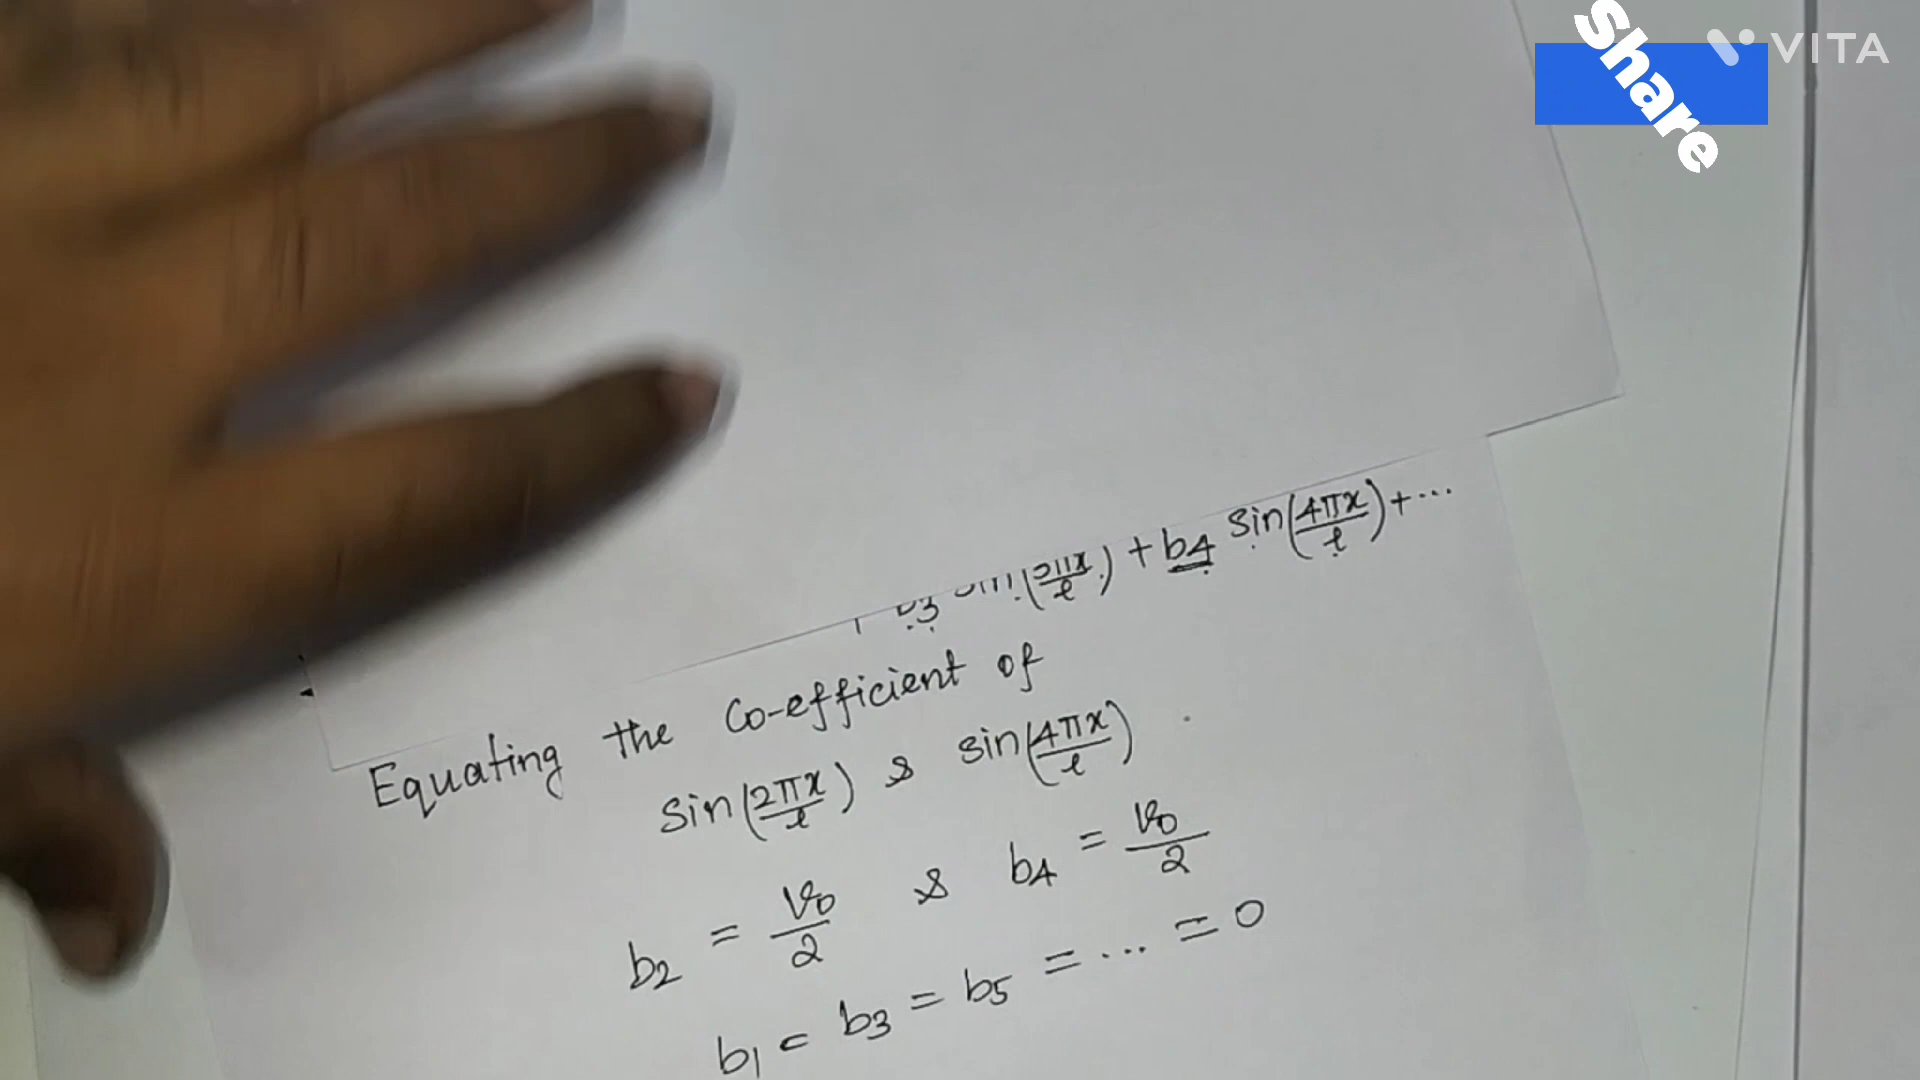 Share
VITA
+ b4 sin(4πx/l) + ...
Equating the Co-efficient of
sin(2πx/l) & sin(4πx/l)
b2 = V0/2 & b4 = V0/2
b1 = b3 = b5 = ... = 0